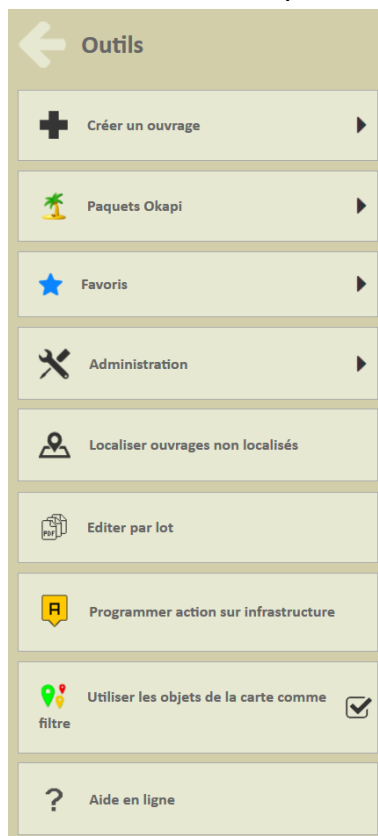 Outils
Créer un ouvrage
Paquets Okapi
Favoris
Administration
Localiser ouvrages non localisés
PDF
Editer par lot
A
Programmer action sur infrastructure
Utiliser les objets de la carte comme
filtre
? Aide en ligne